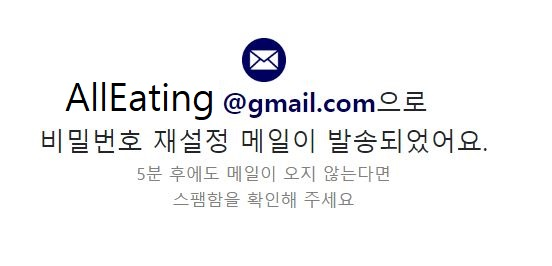 AllEating @gmail.com으로
비밀번호 재설정 메일이 발송되었어요.
5분 후에도 메일이 오지 않는다면
스팸함을 확인해 주세요